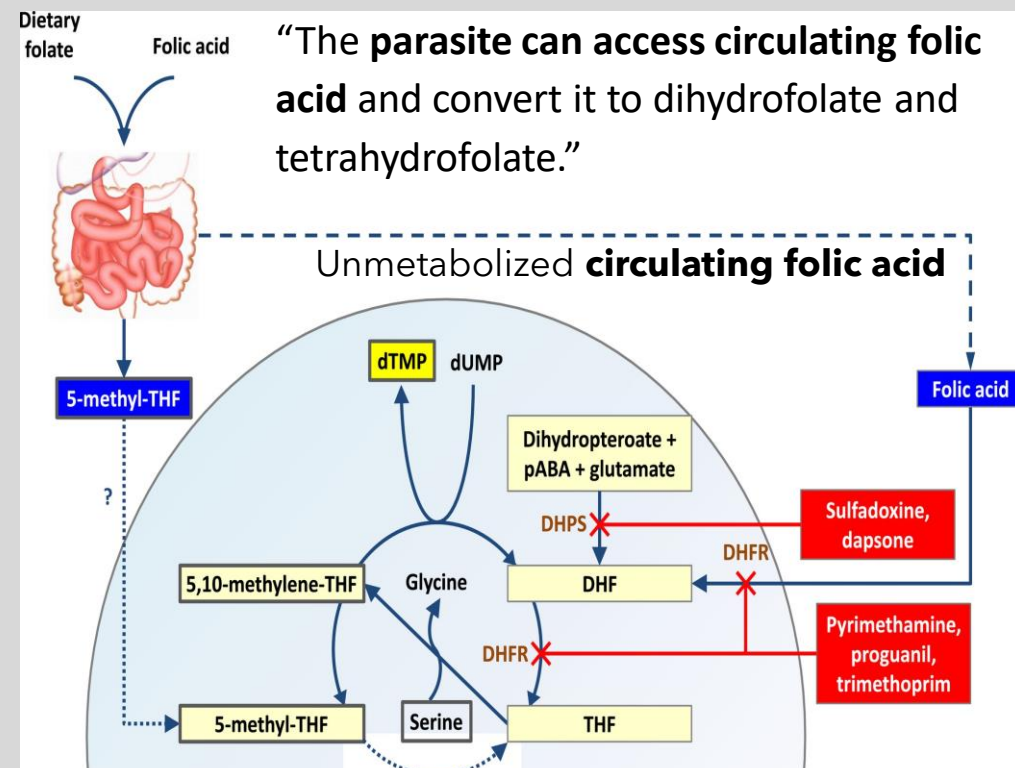 Dietary
folate
Folic acid
“The parasite can access circulating folic
acid and convert it to dihydrofolate and
tetrahydrofolate.”
Unmetabolized circulating folic acid
dTMP
dUMP
5-methyl-THF
Folic acid
Dihydropteroate +
pABA + glutamate
?
DHPS
Sulfadoxine,
dapsone
DHFR
5,10-methylene-THF
Glycine
DHF
DHFR
Pyrimethamine,
proguanil,
trimethoprim
5-methyl-THF
Serine
THF